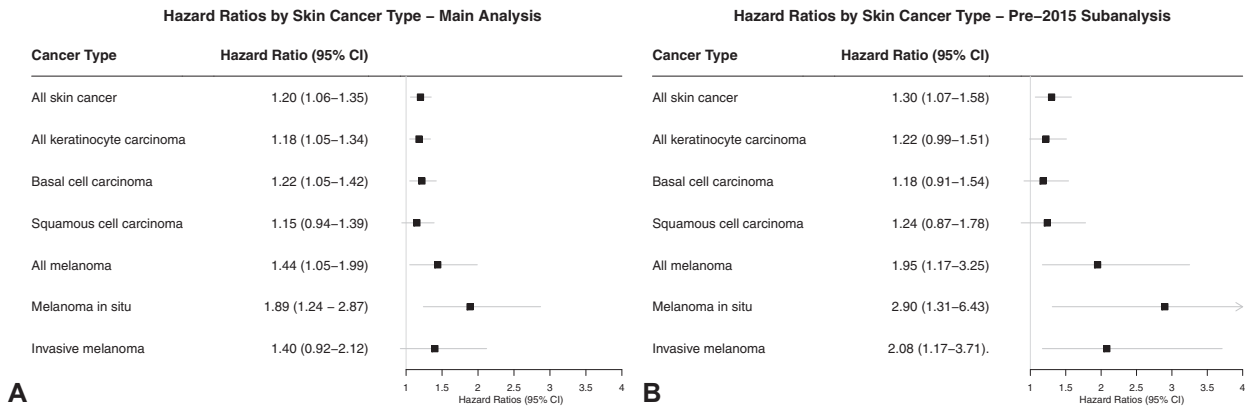 Hazard Ratios by Skin Cancer Type – Main Analysis
Cancer Type Hazard Ratio (95% CI)
All skin cancer 1.20 (1.06–1.35)
All keratinocyte carcinoma 1.18 (1.05–1.34)
Basal cell carcinoma 1.22 (1.05–1.42)
Squamous cell carcinoma 1.15 (0.94–1.39)
All melanoma 1.44 (1.05–1.99)
Melanoma in situ 1.89 (1.24 – 2.87)
Invasive melanoma 1.40 (0.92–2.12)
1 1.5 2 2.5 3 3.5 4
Hazard Ratios (95% CI)
A
Hazard Ratios by Skin Cancer Type – Pre–2015 Subanalysis
Cancer Type Hazard Ratio (95% CI)
All skin cancer 1.30 (1.07–1.58)
All keratinocyte carcinoma 1.22 (0.99–1.51)
Basal cell carcinoma 1.18 (0.91–1.54)
Squamous cell carcinoma 1.24 (0.87–1.78)
All melanoma 1.95 (1.17–3.25)
Melanoma in situ 2.90 (1.31–6.43)
Invasive melanoma 2.08 (1.17–3.71).
1 1.5 2 2.5 3 3.5 4
Hazard Ratios (95% CI)
B